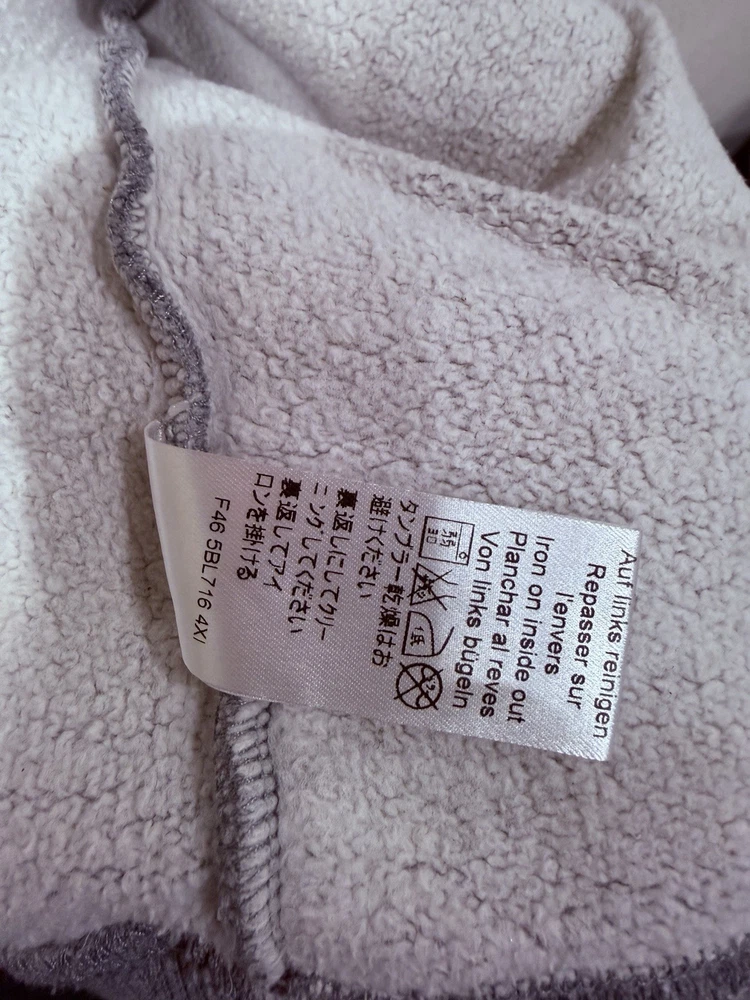 Auf links reinigen
Repasser sur
l'envers
Iron on inside out
Planchar al reves
Von links bügeln
タンブラー乾燥はお
避けください
裏返しにしてクリー
ニングしてください
裏返してアイ
ロンを掛ける
F46 5BL716